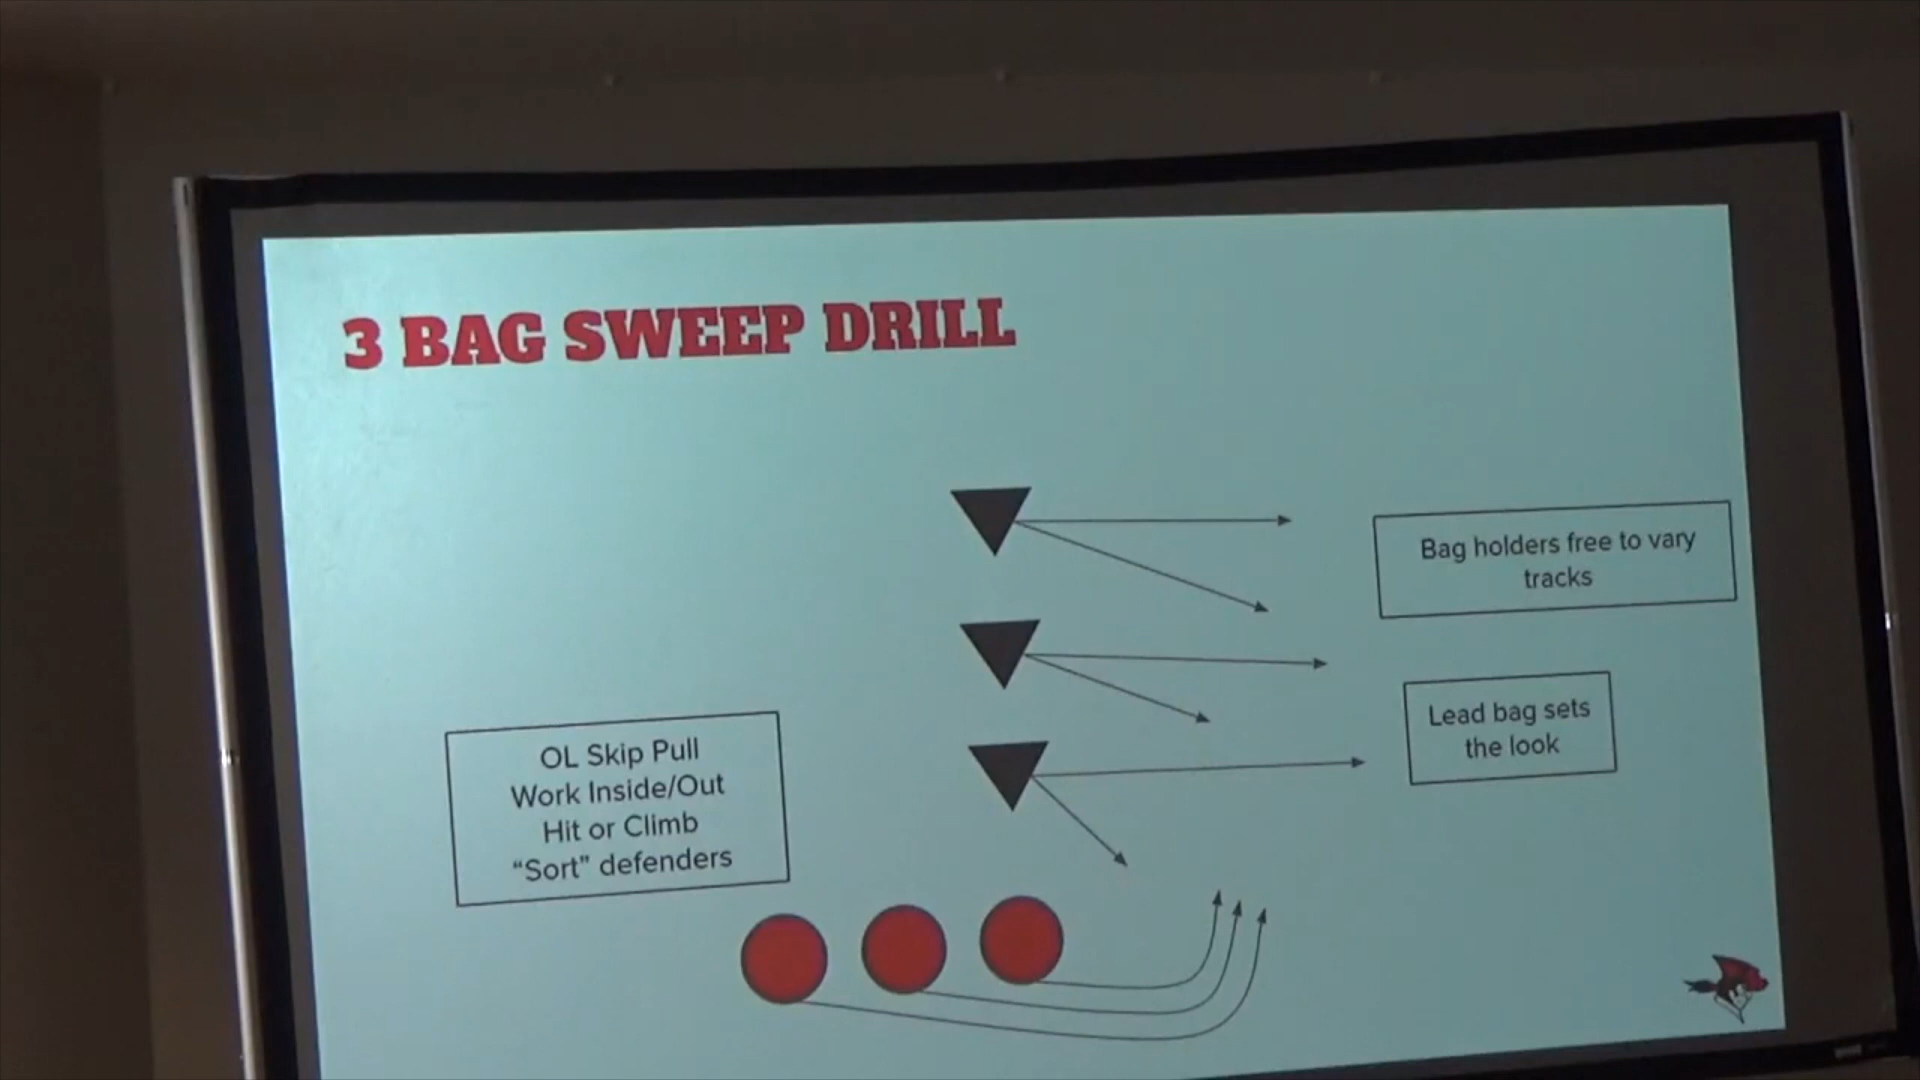 3 BAG SWEEP DRILL
Bag holders free to vary
tracks
Lead bag sets
the look
OL Skip Pull
Work Inside/Out
Hit or Climb
“Sort” defenders